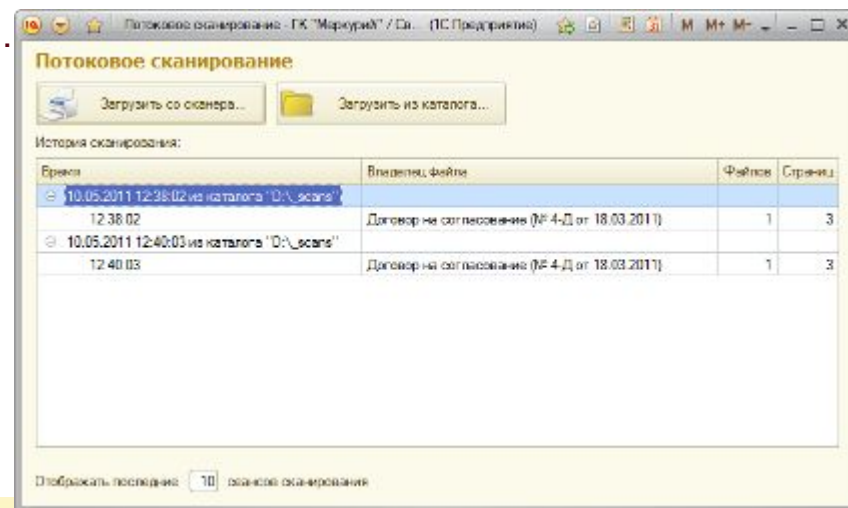 Потоковое сканирование - ГК "Меркурий" / Св... (1С:Предприятие) M M+ M-
Потоковое сканирование
Загрузить со сканера... Загрузить из каталога...
История сканирования:
Время Владелец файла Файлов Страниц
10.05.2011 12:38:02 из каталога "D:\_scans"
12:38:02 Договор на согласование (№ 4-Д от 18.03.2011) 1 3
10.05.2011 12:40:03 из каталога "D:\_scans"
12:40:03 Договор на согласование (№ 4-Д от 18.03.2011) 1 3
Отображать последние 10 сеансов сканирования